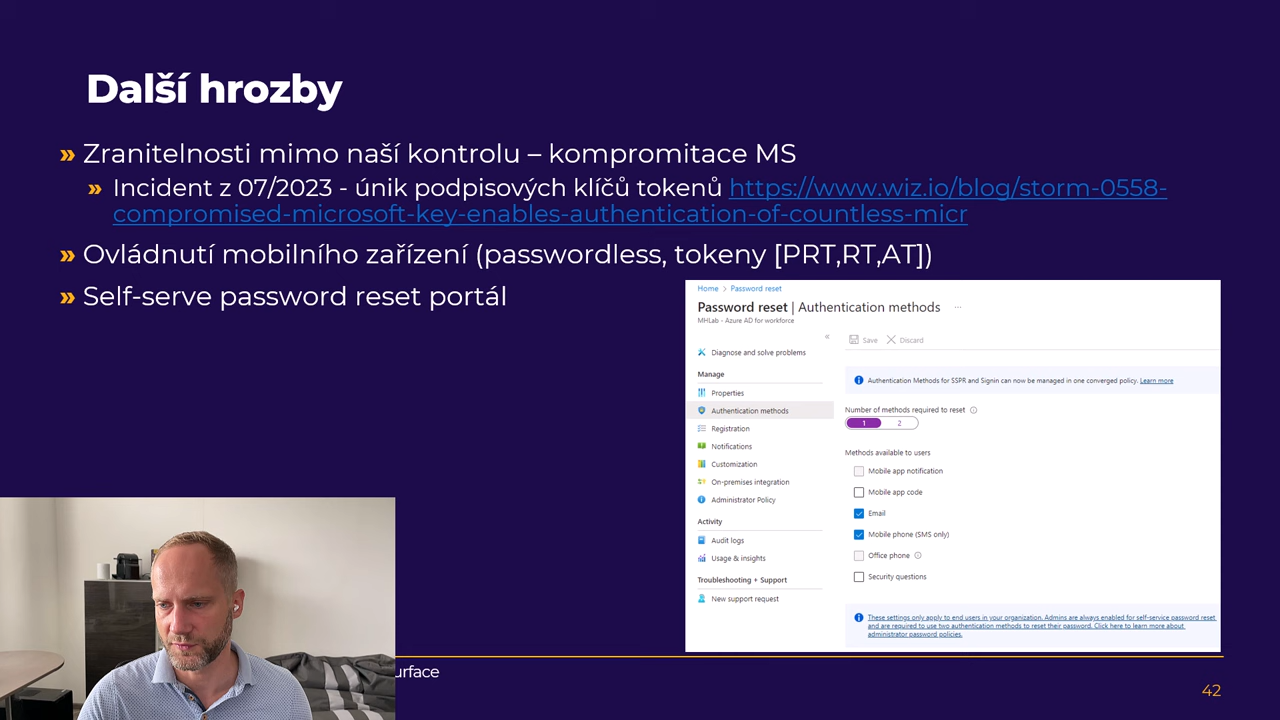 Další hrozby
» Zranitelnosti mimo naší kontrolu – kompromitace MS
» Incident z 07/2023 - únik podpisových klíčů tokenů https://www.wiz.io/blog/storm-0558-
compromised-microsoft-key-enables-authentication-of-countless-micr
» Ovládnutí mobilního zařízení (passwordless, tokeny [PRT,RT,AT])
» Self-serve password reset portál
Home > Password reset
Password reset | Authentication methods ...
MHLab - Azure AD for workforce
«
Diagnose and solve problems
Manage
Properties
Authentication methods
Registration
Notifications
Customization
On-premises integration
Administrator Policy
Activity
Audit logs
Usage & insights
Troubleshooting + Support
New support request
Save Discard
Authentication Methods for SSPR and Signin can now be managed in one converged policy. Learn more
Number of methods required to reset
1 2
Methods available to users
Mobile app notification
Mobile app code
Email
Mobile phone (SMS only)
Office phone
Security questions
These settings only apply to end users in your organization. Admins are always enabled for self-service password reset
and are required to use two authentication methods to reset their password. Click here to learn more about
administrator password policies.
urface
42